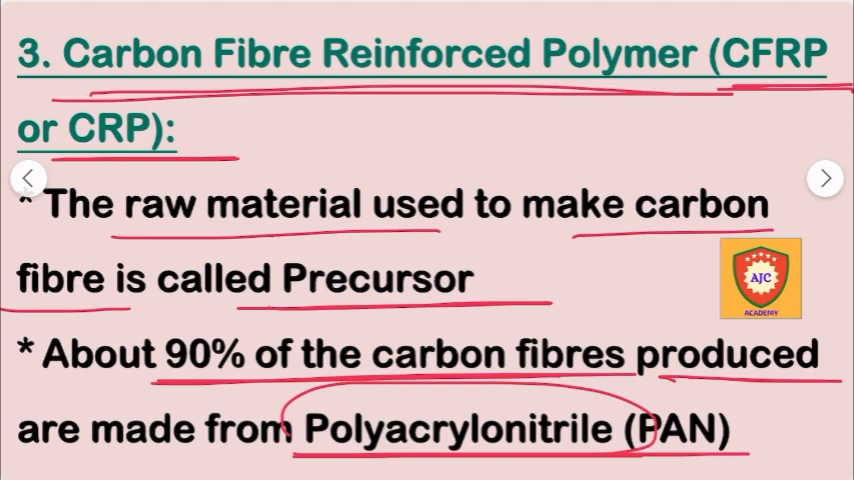 3. Carbon Fibre Reinforced Polymer (CFRP
or CRP):
* The raw material used to make carbon
fibre is called Precursor
AJC
ACADEMY
* About 90% of the carbon fibres produced
are made from Polyacrylonitrile (PAN)